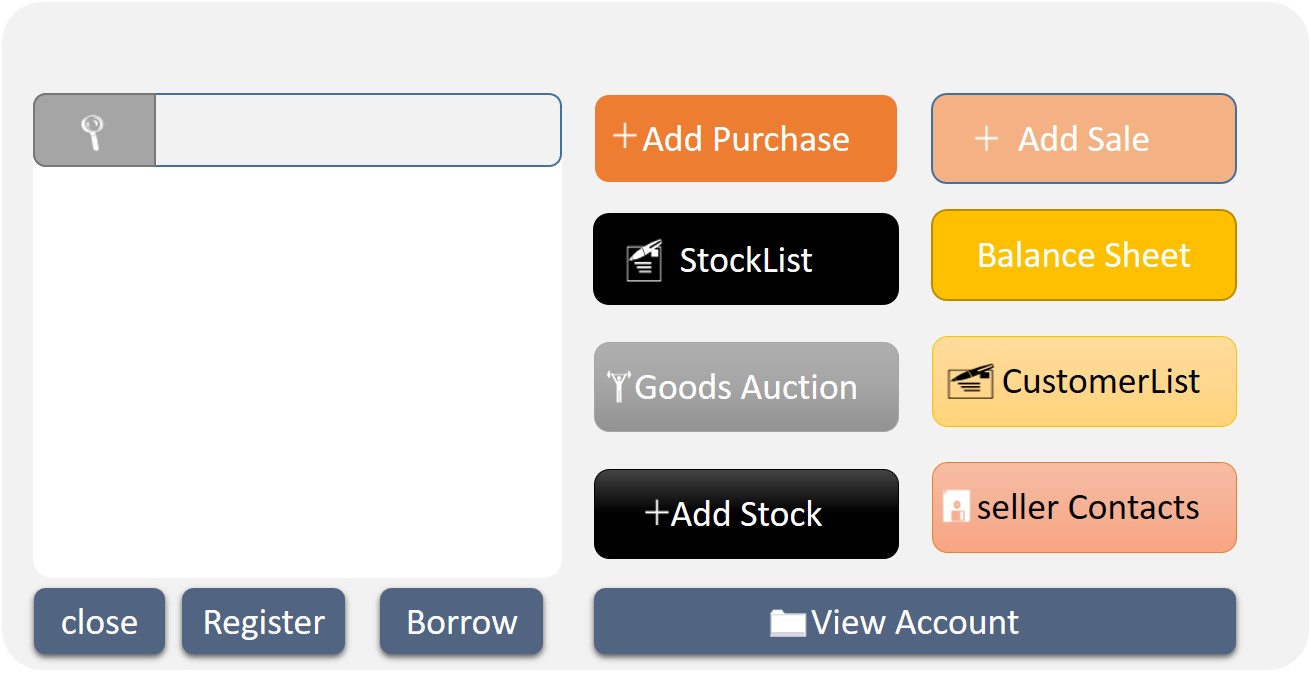 Add Purchase
Add Sale
StockList
Balance Sheet
Goods Auction
CustomerList
Add Stock
seller Contacts
close
Register
Borrow
View Account